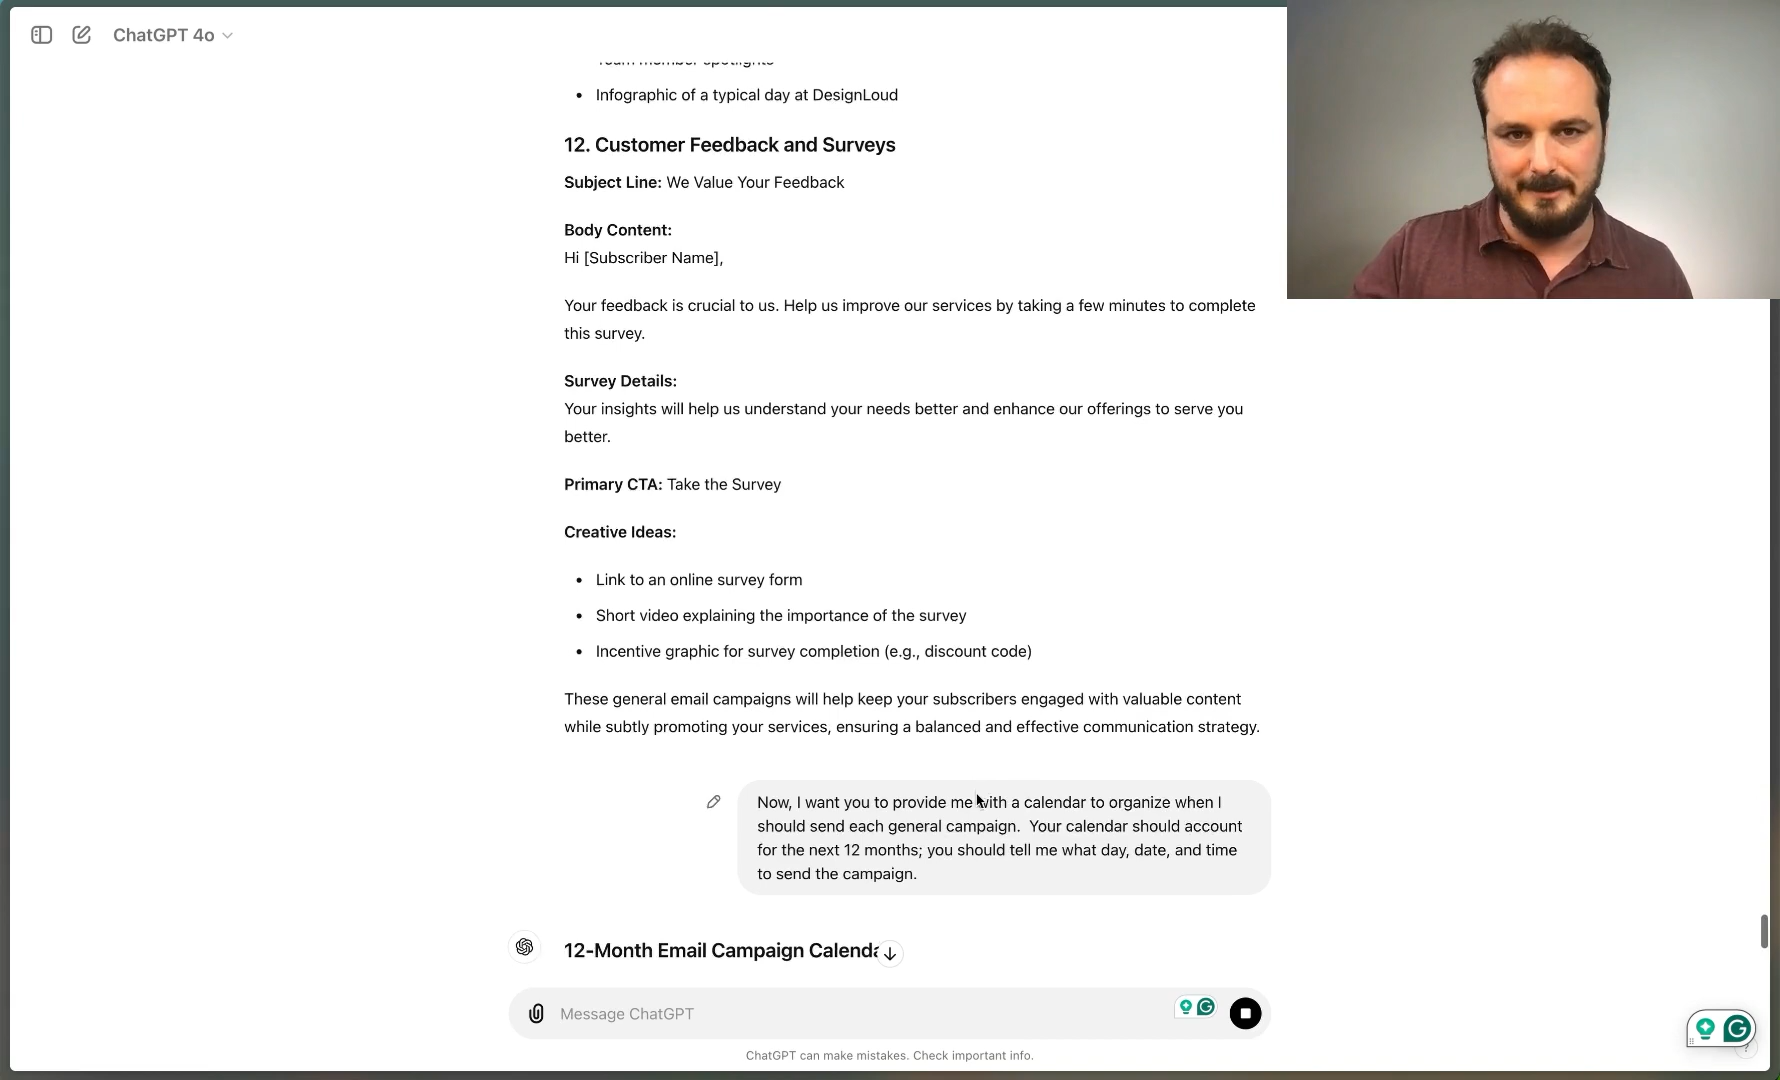 ChatGPT 4o
Team member spotlights
• Infographic of a typical day at DesignLoud
12. Customer Feedback and Surveys
Subject Line: We Value Your Feedback
Body Content:
Hi [Subscriber Name],
Your feedback is crucial to us. Help us improve our services by taking a few minutes to complete
this survey.
Survey Details:
Your insights will help us understand your needs better and enhance our offerings to serve you
better.
Primary CTA: Take the Survey
Creative Ideas:
• Link to an online survey form
• Short video explaining the importance of the survey
• Incentive graphic for survey completion (e.g., discount code)
These general email campaigns will help keep your subscribers engaged with valuable content
while subtly promoting your services, ensuring a balanced and effective communication strategy.
Now, I want you to provide me with a calendar to organize when I
should send each general campaign.  Your calendar should account
for the next 12 months; you should tell me what day, date, and time
to send the campaign.
12-Month Email Campaign Calenda
Message ChatGPT
ChatGPT can make mistakes. Check important info.